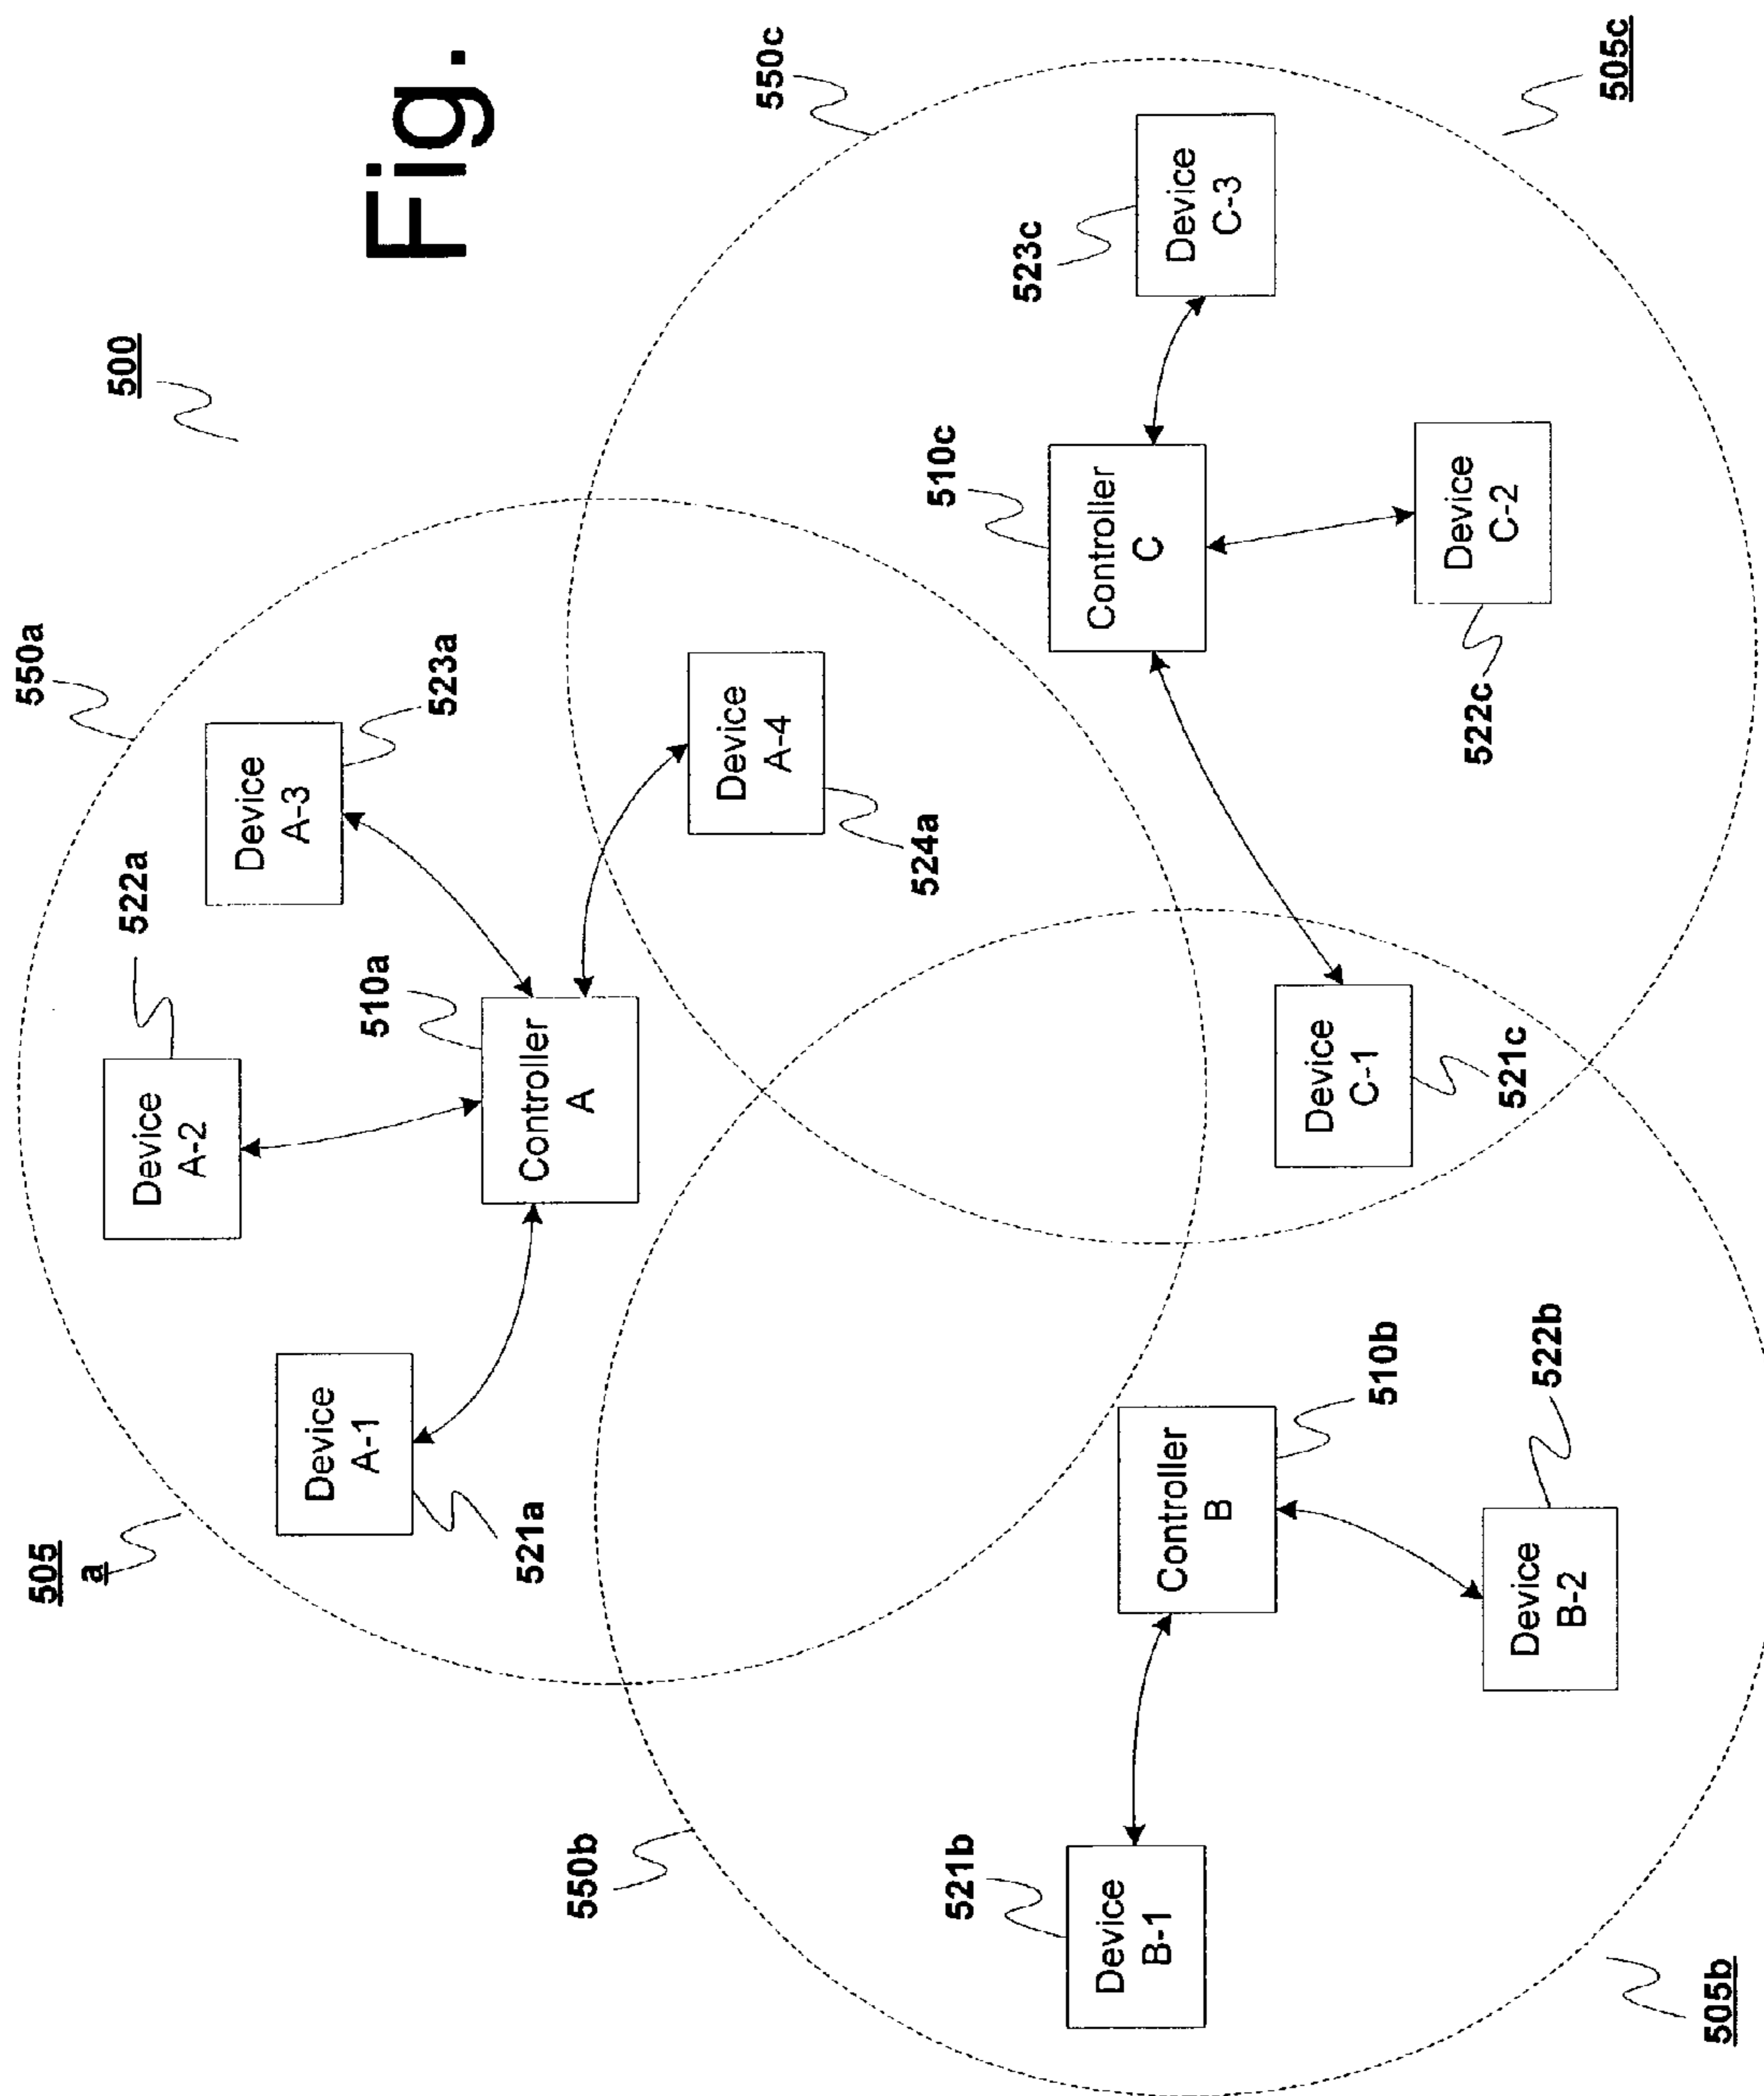 505
a
550a
500
522a
Device
A-2
Device
A-3
523a
Device
A-1
521a
510a
Fig.
Controller
A
550b
Device
A-4
524a
550c
521b
510c
523c
Device
B-1
Controller
B
Controller
C
Device
C-3
510b
Device
C-1
521c
522b
Device
B-2
Device
C-2
522c
505b
505c